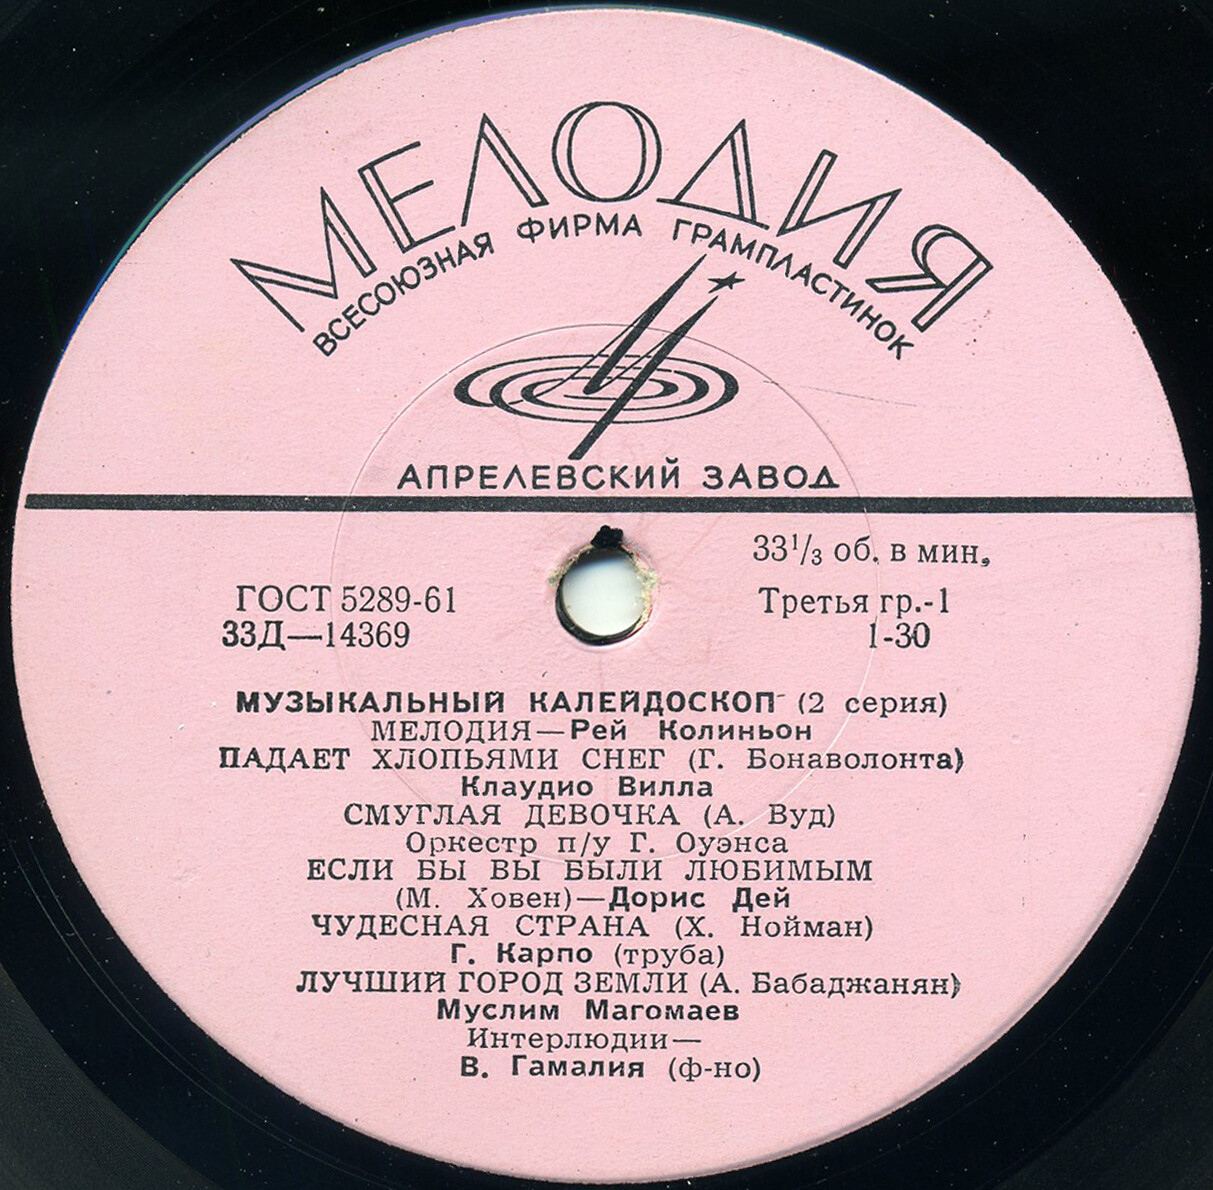 МЕЛОДИЯ
ВСЕСОЮЗНАЯ ФИРМА ГРАМПЛАСТИНОК
АПРЕЛЕВСКИЙ ЗАВОД
33⅓ об. в мин.
ГОСТ 5289-61
Третья гр.-1
33Д—14369
1-30
МУЗЫКАЛЬНЫЙ КАЛЕЙДОСКОП (2 серия)
МЕЛОДИЯ—Рей Колиньон
ПАДАЕТ ХЛОПЬЯМИ СНЕГ (Г. Бонаволонта)
Клаудио Вилла
СМУГЛАЯ ДЕВОЧКА (А. Вуд)
Оркестр п/у Г. Оуэнса
ЕСЛИ БЫ ВЫ БЫЛИ ЛЮБИМЫМ
(М. Ховен)—Дорис Дей
ЧУДЕСНАЯ СТРАНА (Х. Нойман)
Г. Карпо (труба)
ЛУЧШИЙ ГОРОД ЗЕМЛИ (А. Бабаджанян)
Муслим Магомаев
Интерлюдии—
В. Гамалия (ф-но)